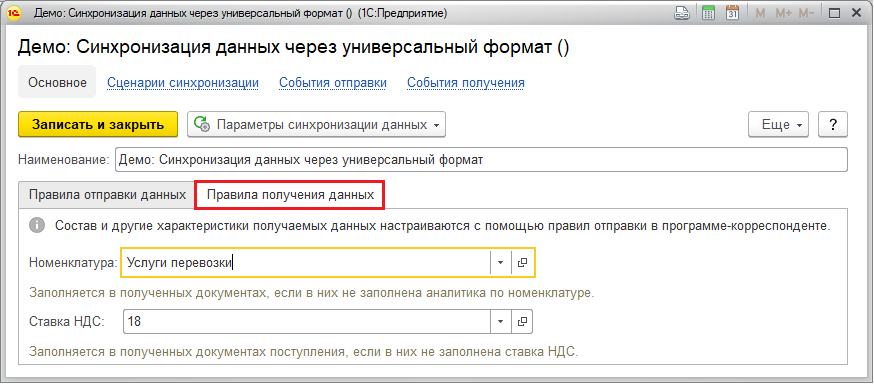 Демо: Синхронизация данных через универсальный формат () (1С:Предприятие)
31 M M+ M-
Демо: Синхронизация данных через универсальный формат ()
Основное Сценарии синхронизации События отправки События получения
Записать и закрыть Параметры синхронизации данных Еще ?
Наименование: Демо: Синхронизация данных через универсальный формат
Правила отправки данных Правила получения данных
Состав и другие характеристики получаемых данных настраиваются с помощью правил отправки в программе-корреспонденте.
Номенклатура: Услуги перевозки
Заполняется в полученных документах, если в них не заполнена аналитика по номенклатуре.
Ставка НДС: 18
Заполняется в полученных документах поступления, если в них не заполнена ставка НДС.